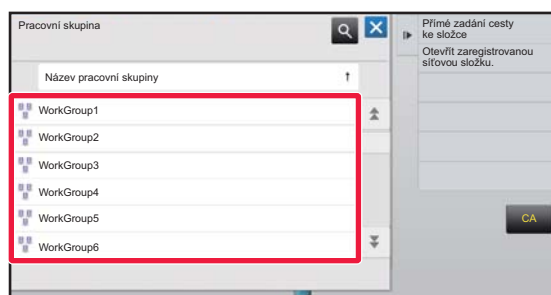 Pracovní skupina
Název pracovní skupiny ↑
WorkGroup1
WorkGroup2
WorkGroup3
WorkGroup4
WorkGroup5
WorkGroup6
Přímé zadání cesty
ke složce
Otevřít zaregistrovanou
síťovou složku.
CA